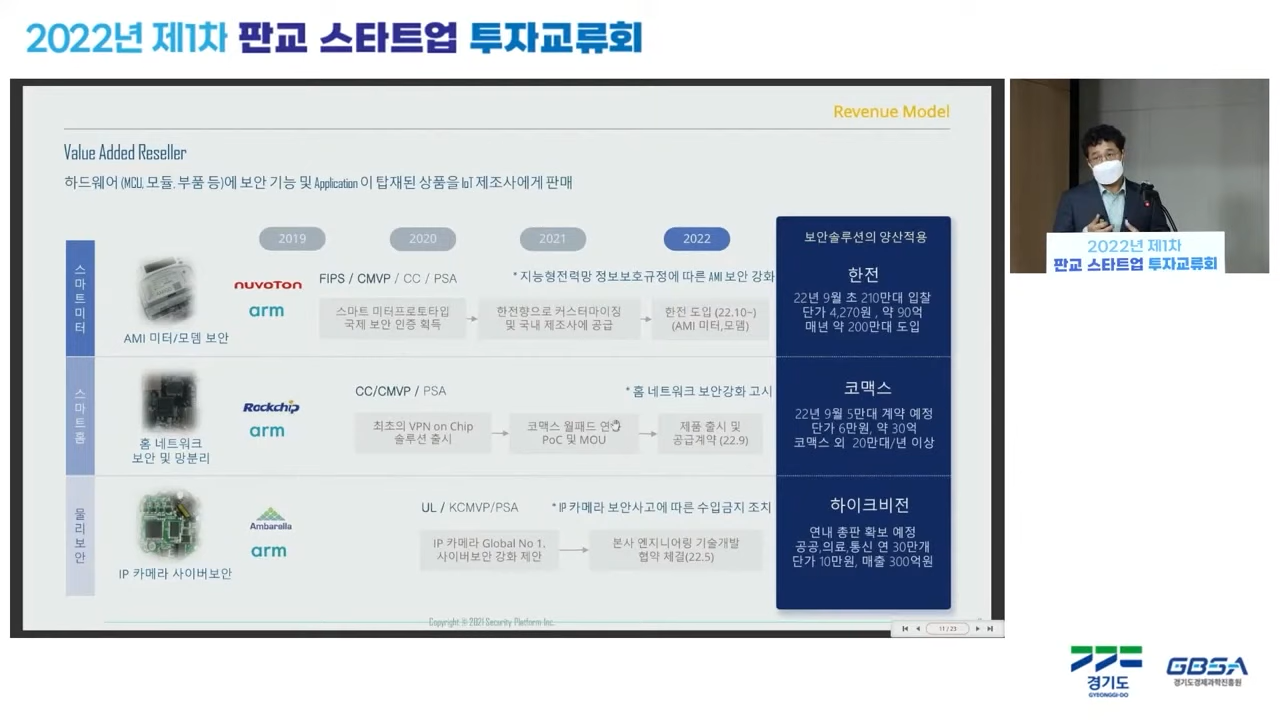 2022년 제1차 판교 스타트업 투자교류회
Revenue Model
Value Added Reseller
하드웨어 (MCU, 모듈, 부품 등)에 보안 기능 및 Application 이 탑재된 상품을 IoT 제조사에게 판매
2019
2020
2021
2022
스마트미터
AMI 미터/모뎀 보안
nuvoTon
arm
FIPS / CMVP / CC / PSA
* 지능형전력망 정보보호규정에 따른 AMI 보안 강화
스마트 미터프로토타입
국제 보안 인증 획득
한전향으로 커스터마이징
및 국내 제조사에 공급
한전 도입 (22.10~)
(AMI 미터,모뎀)
스마트홈
홈 네트워크
보안 및 망분리
Rockchip
arm
CC/CMVP / PSA
* 홈 네트워크 보안강화 고시
최초의 VPN on Chip
솔루션 출시
코맥스 월패드 연동
PoC 및 MOU
제품 출시 및
공급계약 (22.9)
물리보안
IP 카메라 사이버보안
Ambarella
arm
UL / KCMVP/PSA
* IP 카메라 보안사고에 따른 수입금지 조치
IP 카메라 Global No 1.
사이버보안 강화 제안
본사 엔지니어링 기술개발
협약 체결(22.5)
보안솔루션의 양산적용
한전
22년 9월 초 210만대 입찰
단가 4,270원 , 약 90억
매년 약 200만대 도입
코맥스
22년 9월 5만대 계약 예정
단가 6만원, 약 30억
코맥스 외 20만대/년 이상
하이크비전
연내 총판 확보 예정
공공,의료,통신 연 30만개
단가 10만원, 매출 300억원
Copyright © 2021 Security Platform Inc.
11 / 23
2022년 제1차
판교 스타트업 투자교류회
경기도
GYEONGGI-DO
GBSA
경기도경제과학진흥원